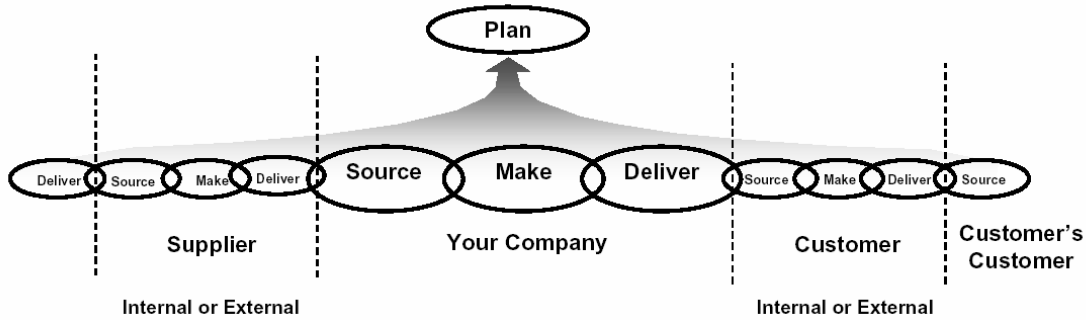 Plan
Deliver
Source
Make
Deliver
Source
Make
Deliver
Source
Make
Deliver
Source
Supplier
Your Company
Customer
Customer's
Customer
Internal or External
Internal or External